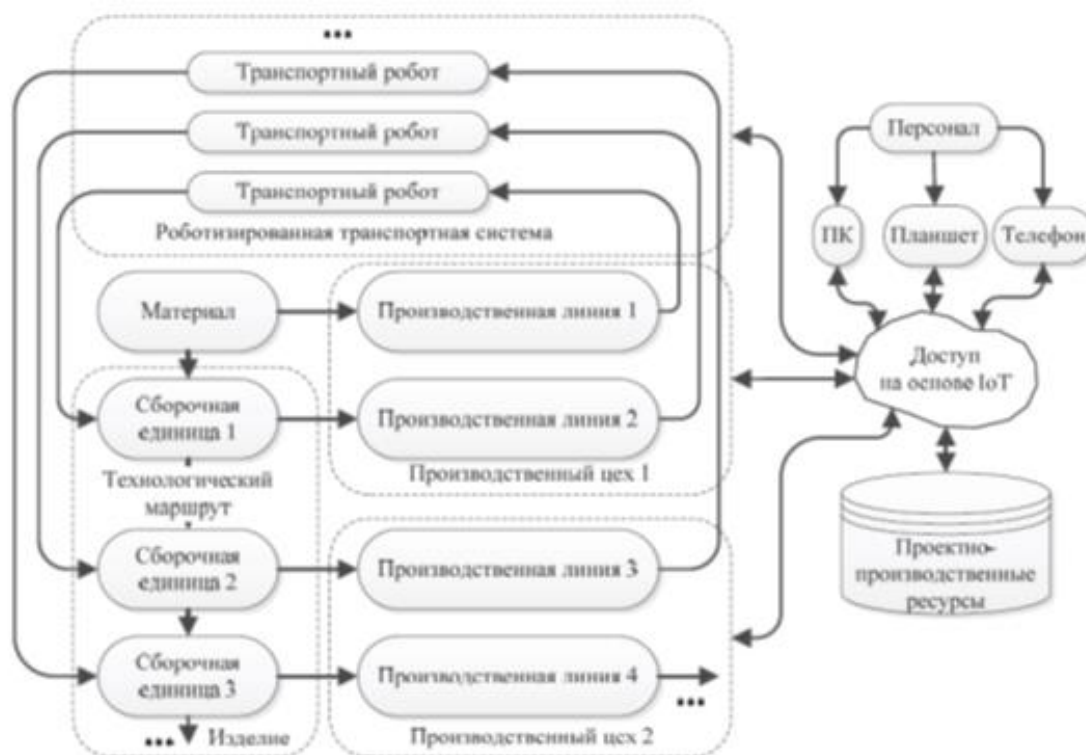 ...
Транспортный робот
Транспортный робот
Транспортный робот
Роботизированная транспортная система
Материал
Производственная линия 1
Сборочная
единица 1
Производственная линия 2
Технологический
маршрут
Производственный цех 1
Сборочная
единица 2
Производственная линия 3
Сборочная
единица 3
Производственная линия 4
...
... Изделие
Производственный цех 2
Персонал
ПК
Планшет
Телефон
Доступ
на основе IoT
Проектно-
производственные
ресурсы